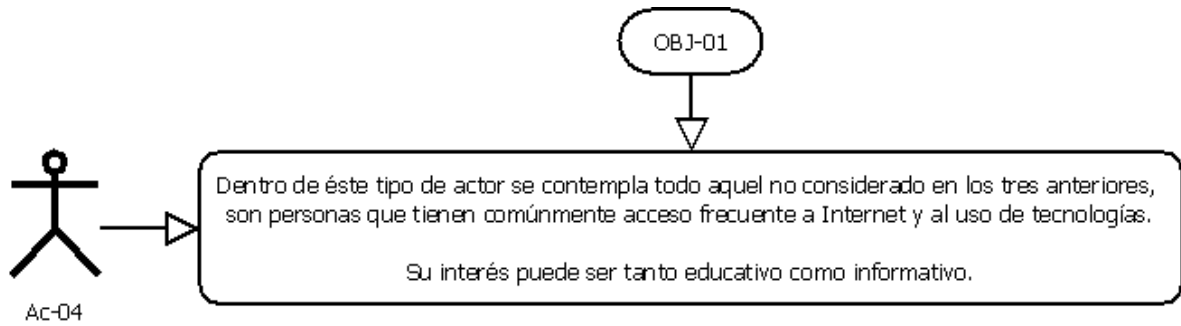 OBJ-01
Dentro de éste tipo de actor se contempla todo aquel no considerado en los tres anteriores,
son personas que tienen comúnmente acceso frecuente a Internet y al uso de tecnologías.
Su interés puede ser tanto educativo como informativo.
Ac-04